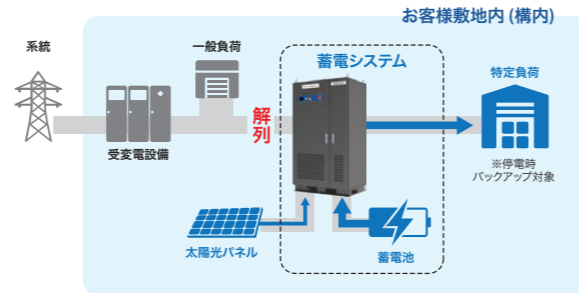 お客様敷地内 (構内)
系統
一般負荷
蓄電システム
特定負荷
解列
受変電設備
※停電時
バックアップ対象
太陽光パネル
蓄電池